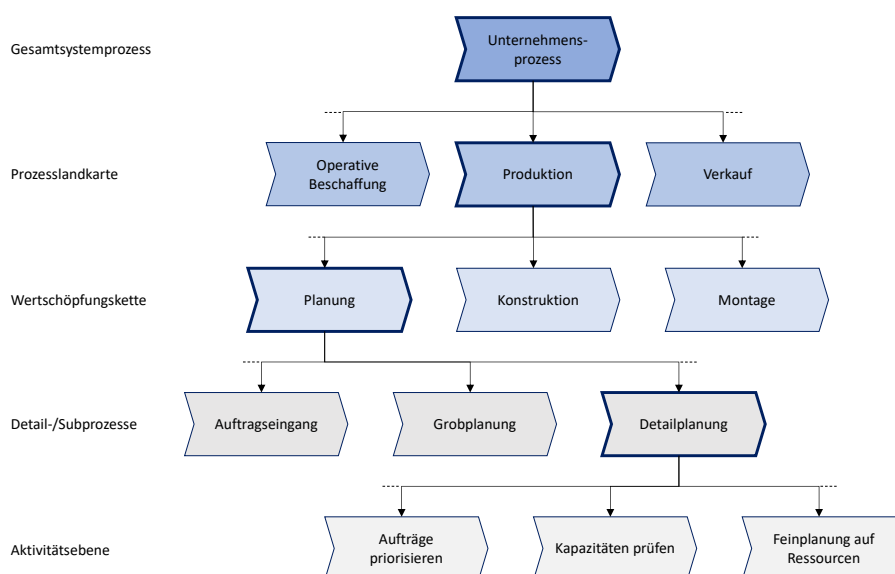 Gesamtsystemprozess
Unternehmens-
prozess
Prozesslandkarte
Operative
Beschaffung
Produktion
Verkauf
Wertschöpfungskette
Planung
Konstruktion
Montage
Detail-/Subprozesse
Auftragseingang
Grobplanung
Detailplanung
Aktivitätsebene
Aufträge
priorisieren
Kapazitäten prüfen
Feinplanung auf
Ressourcen